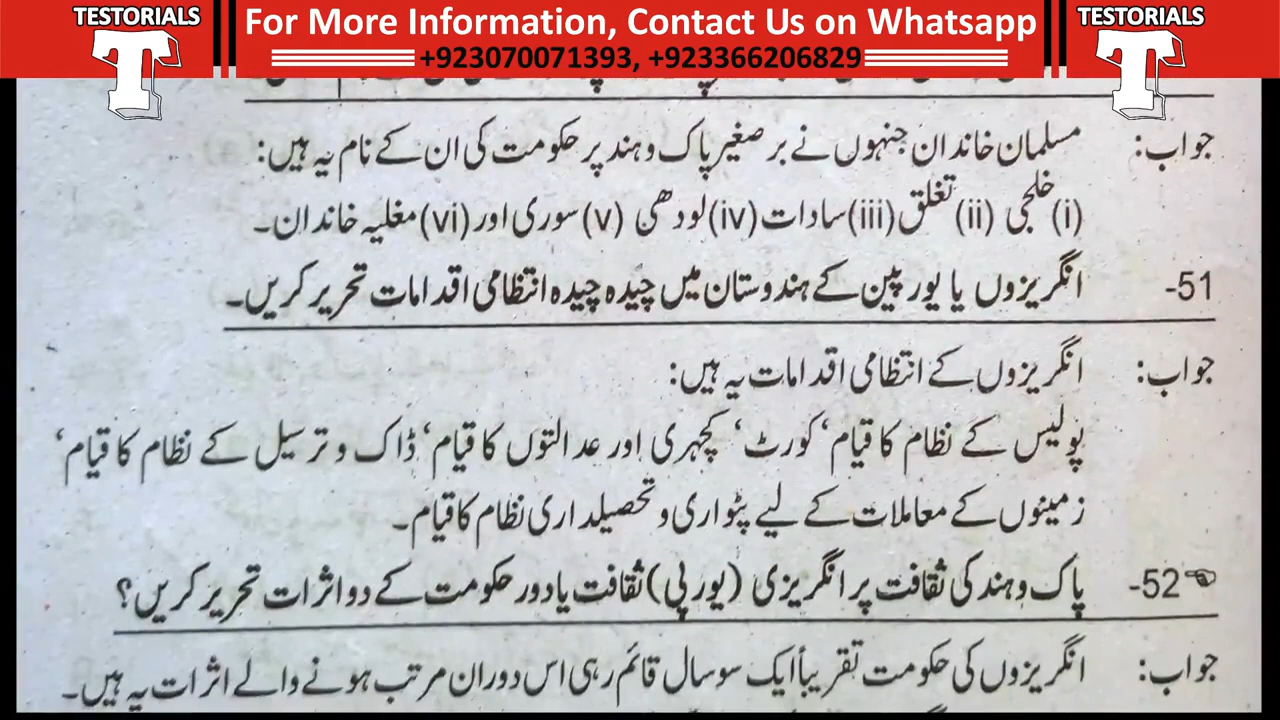 TESTORIALS
For More Information, Contact Us on Whatsapp
+923070071393, +923366206829
TESTORIALS
جواب: مسلمان خاندان جنہوں نے برصغیر پاک و ہند پر حکومت کی ان کے نام یہ ہیں:
(i) خلجی (ii) تغلق (iii) سادات (iv) لودھی (v) سوری اور (vi) مغلیہ خاندان۔
51- انگریزوں یا یورپین کے ہندوستان میں چیدہ چیدہ انتظامی اقدامات تحریر کریں۔
جواب: انگریزوں کے انتظامی اقدامات یہ ہیں:
پولیس کے نظام کا قیام‘ کورٹ‘ کچہری اور عدالتوں کا قیام‘ ڈاک و ترسیل کے نظام کا قیام‘
زمینوں کے معاملات کے لیے پٹواری و تحصیلداری نظام کا قیام۔
52- پاک و ہند کی ثقافت پر انگریزی (یورپی) ثقافت یا دور حکومت کے دو اثرات تحریر کریں؟
جواب: انگریزوں کی حکومت تقریباً ایک سو سال قائم رہی اس دوران مرتب ہونے والے اثرات یہ ہیں۔